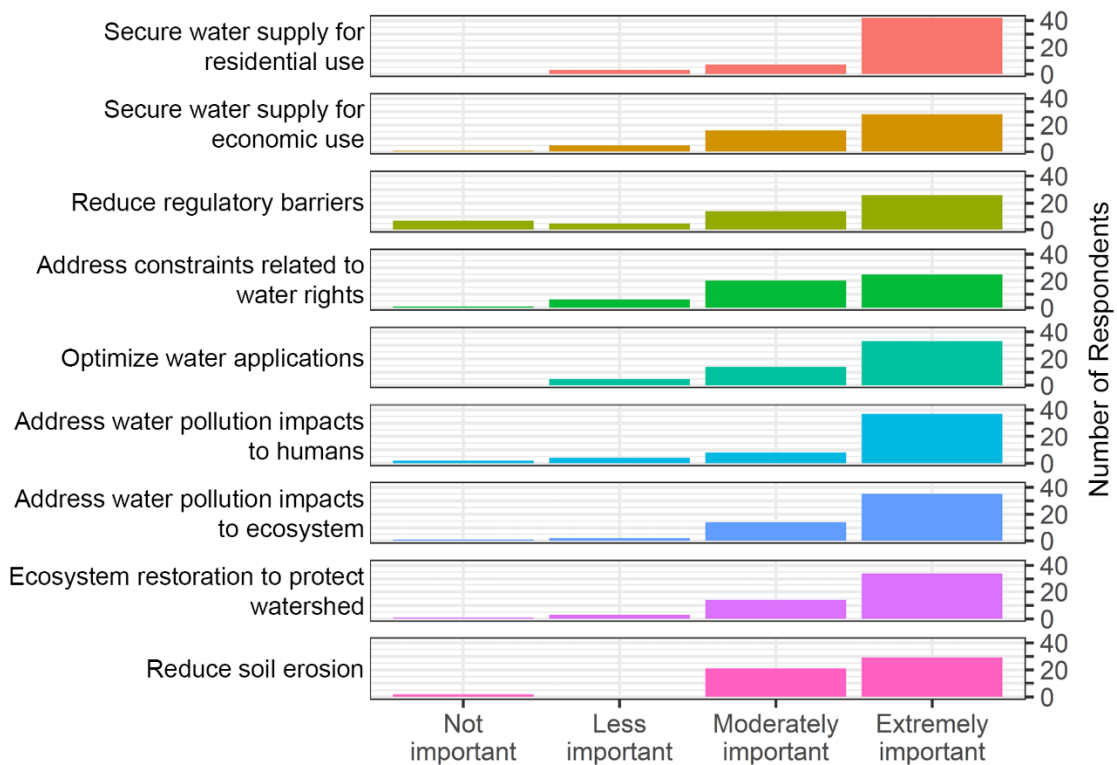 Secure water supply for
residential use
40
20
0
Secure water supply for
economic use
40
20
0
Reduce regulatory barriers
40
20
0
Address constraints related to
water rights
40
20
0
Optimize water applications
40
20
0
Address water pollution impacts
to humans
40
20
0
Address water pollution impacts
to ecosystem
40
20
0
Ecosystem restoration to protect
watershed
40
20
0
Reduce soil erosion
40
20
0
Number of Respondents
Not
important
Less
important
Moderately
important
Extremely
important